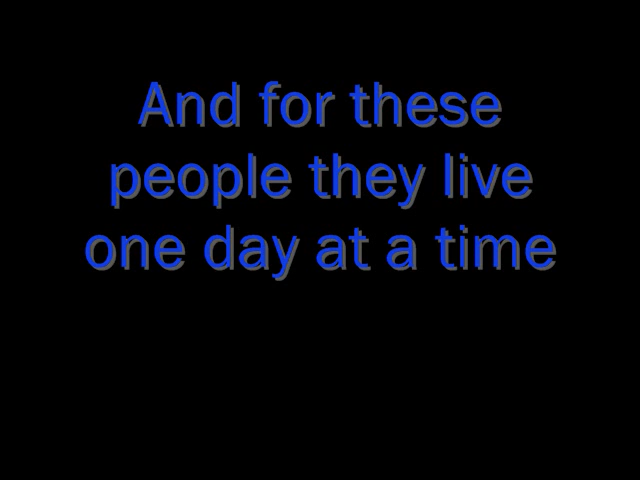 And for these
people they live
one day at a time